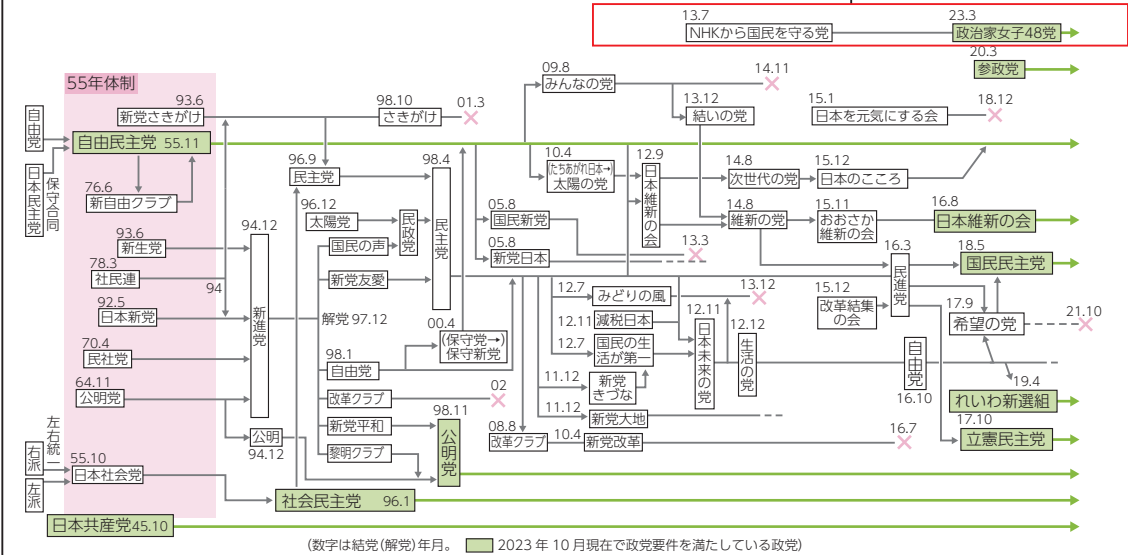 13.7
NHKから国民を守る党
23.3
政治家女子48党
20.3
参政党
55年体制
自由党
日本民主党
保守合同
93.6
新党さきがけ
98.10
さきがけ
01.3
09.8
みんなの党
14.11
13.12
結いの党
15.1
日本を元気にする会
18.12
自由民主党 55.11
76.6
新自由クラブ
96.9
民主党
98.4
民主党
10.4
(たちあがれ日本→)
太陽の党
12.9
日本維新の会
14.8
次世代の党
15.12
日本のこころ
93.6
新生党
94.12
新進党
96.12
太陽党
国民の声
民政党
新党友愛
05.8
国民新党
05.8
新党日本
13.3
14.8
維新の党
15.11
おおさか
維新の会
16.8
日本維新の会
78.3
社民連
94
92.5
日本新党
解党 97.12
16.3
民進党
18.5
国民民主党
12.7
みどりの風
13.12
15.12
改革結集
の会
17.9
希望の党
21.10
70.4
民社党
00.4
(保守党→)
保守新党
12.11
減税日本
12.7
国民の生
活が第一
12.11
日本未来の党
12.12
生活の党
自由党
16.10
98.1
自由党
64.11
公明党
改革クラブ
02
11.12
新党
きづな
19.4
れいわ新選組
公明
94.12
新党平和
98.11
公明党
11.12
新党大地
17.10
立憲民主党
08.8
改革クラブ
10.4
新党改革
16.7
左右統一
右派
左派
55.10
日本社会党
黎明クラブ
社会民主党 96.1
日本共産党45.10
(数字は結党(解党)年月。 2023 年 10 月現在で政党要件を満たしている政党)